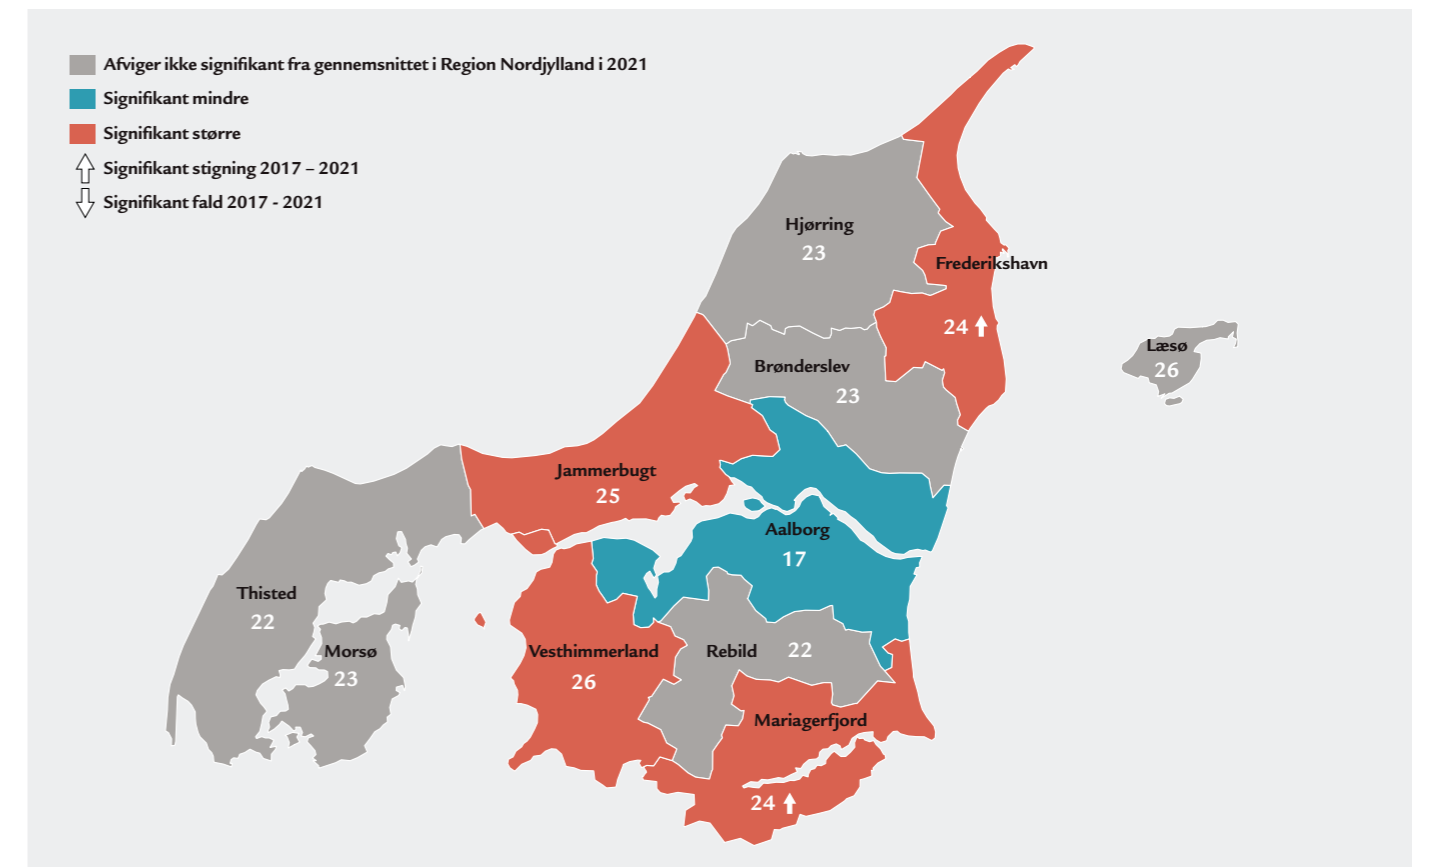 Afviger ikke signifikant fra gennemsnittet i Region Nordjylland i 2021
Signifikant mindre
Signifikant større
Signifikant stigning 2017 – 2021
Signifikant fald 2017 - 2021
Hjørring
23
Frederikshavn
24
Læsø
26
Brønderslev
23
Jammerbugt
25
Aalborg
17
Thisted
22
Morsø
23
Vesthimmerland
26
Rebild 22
Mariagerfjord
24